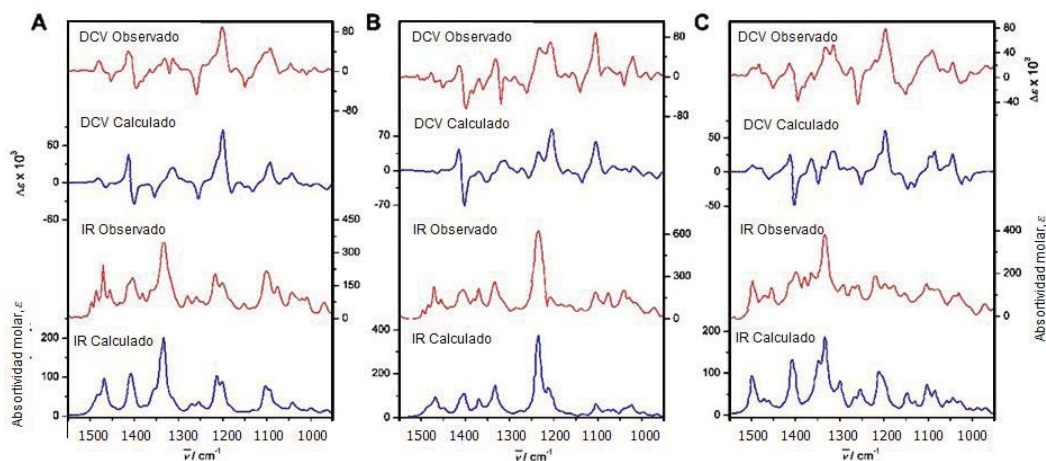 A
DCV Observado
80
0
-80
DCV Calculado
60
0
-60
Δε x 10³
IR Observado
450
300
150
0
IR Calculado
200
100
0
Absortividad molar, ε
1500 1400 1300 1200 1100 1000
ν̅ / cm⁻¹
B
DCV Observado
80
0
-80
DCV Calculado
70
0
-70
IR Observado
600
300
0
IR Calculado
400
200
0
1500 1400 1300 1200 1100 1000
ν̅ / cm⁻¹
C
DCV Observado
80
40
0
-40
Δε x 10³
DCV Calculado
50
0
-50
IR Observado
400
200
0
Absortividad molar, ε
IR Calculado
200
100
0
1500 1400 1300 1200 1100 1000
ν̅ / cm⁻¹